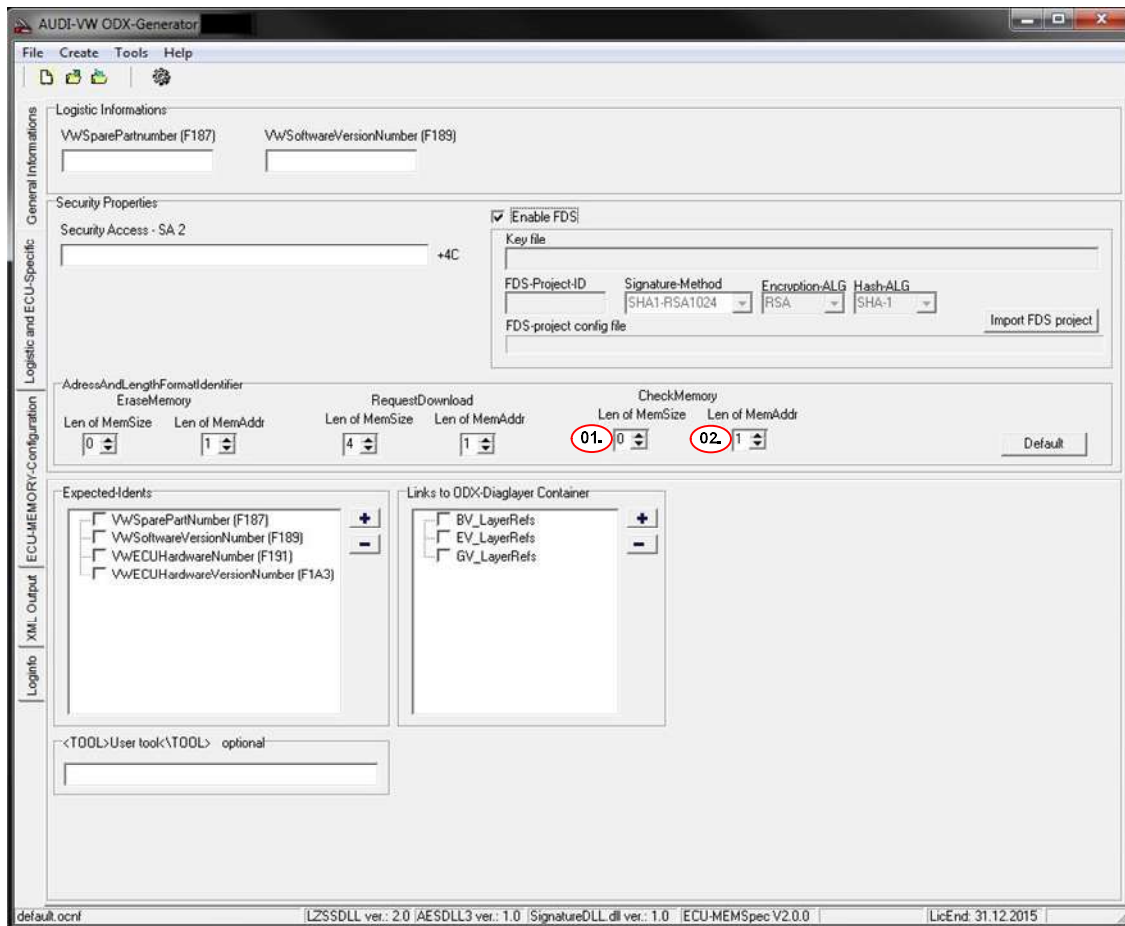 AUDI-VW ODX-Generator
File Create Tools Help
General Informations
Logistic and ECU-Specific
ECU-MEMORY-Configuration
XML Output
Loginfo
Logistic Informations
VWSparePartnumber (F187) VWSoftwareVersionNumber (F189)
Security Properties
Security Access - SA 2
+4C
Enable FDS
Key file
FDS-Project-ID Signature-Method Encryption-ALG Hash-ALG
SHA1-RSA1024 RSA SHA-1
Import FDS project
FDS-project config file
AdressAndLengthFormatIdentifier
EraseMemory RequestDownload CheckMemory
Len of MemSize Len of MemAddr Len of MemSize Len of MemAddr Len of MemSize Len of MemAddr
0 1 4 1 01. 0 02. 1
Default
Expected-Idents
VWSparePartNumber (F187)
VWSoftwareVersionNumber (F189)
VWECUHardwareNumber (F191)
VWECUHardwareVersionNumber (F1A3)
+
-
Links to ODX-Diaglayer Container
BV_LayerRefs
EV_LayerRefs
GV_LayerRefs
+
-
<TOOL>User tool<\TOOL> optional
default.ocnf LZSSDLL ver.: 2.0 AESDLL3 ver.: 1.0 SignatureDLL.dll ver.: 1.0 ECU-MEMSpec V2.0.0 LicEnd: 31.12.2015